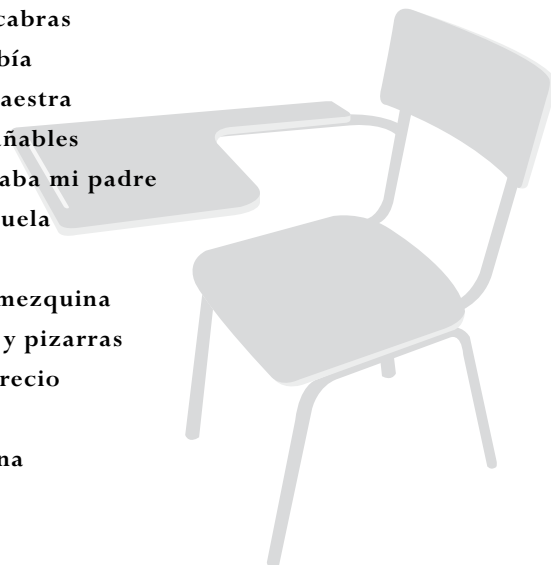 cabras
bía
aestra
ñables
aba mi padre
uela
mezquina
y pizarras
recio
na